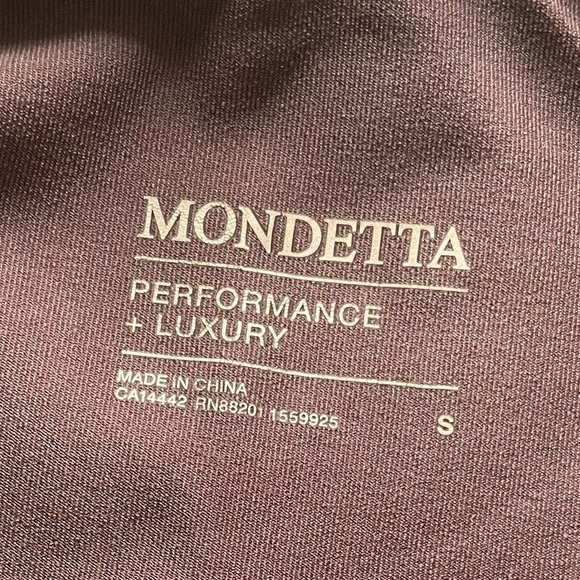 MONDETTA
PERFORMANCE
+ LUXURY
MADE IN CHINA
CA14442 RN88201 1559925 S